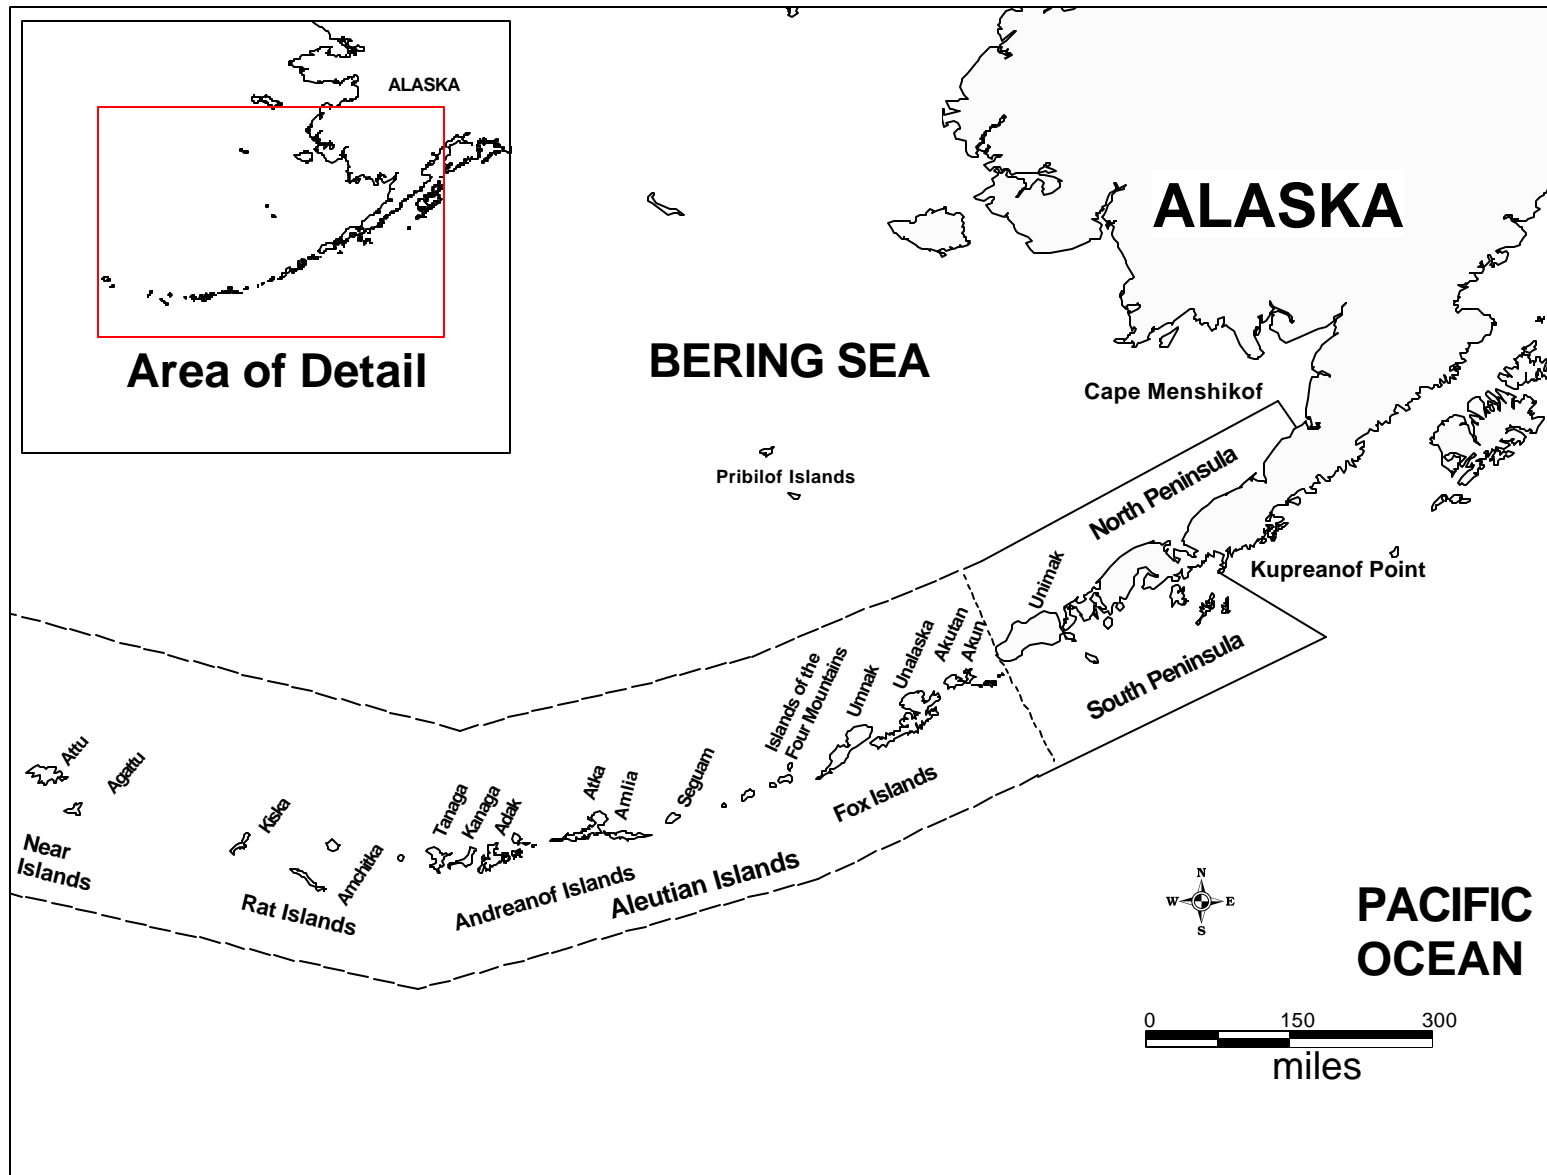 ALASKA
Area of Detail
ALASKA
BERING SEA
Cape Menshikof
Pribilof Islands
North Peninsula
Unimak
Kupreanof Point
South Peninsula
Akun
Akutan
Unalaska
Umnak
Islands of the
Four Mountains
Fox Islands
Seguam
Amlia
Atka
Adak
Kanaga
Tanaga
Andreanof Islands
Aleutian Islands
Amchitka
Kiska
Rat Islands
Agattu
Attu
Near
Islands
N
W E
S
PACIFIC
OCEAN
0 150 300
miles